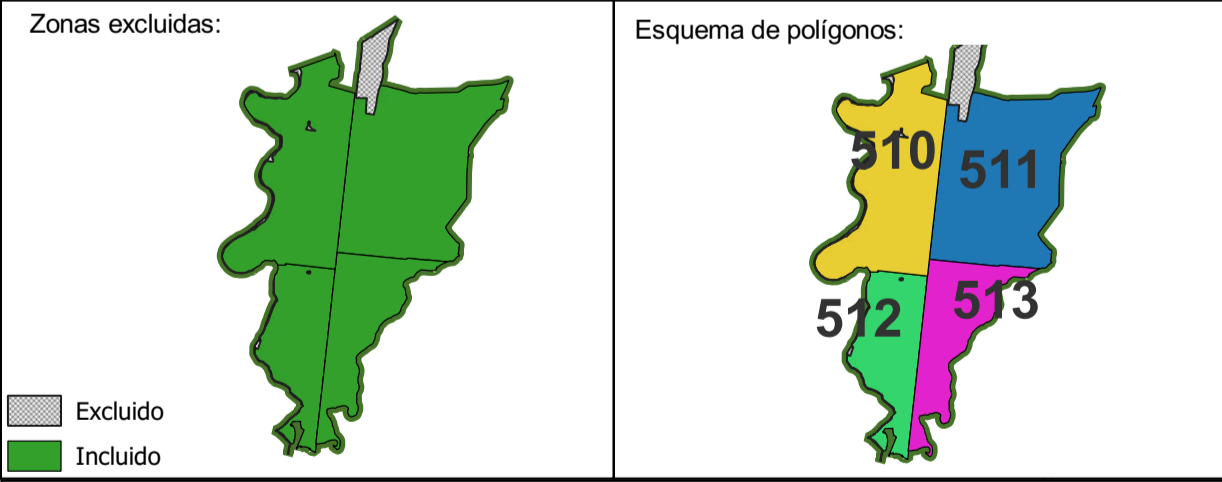 Zonas excluidas:
Excluido
Incluido
Esquema de polígonos:
510
511
512
513